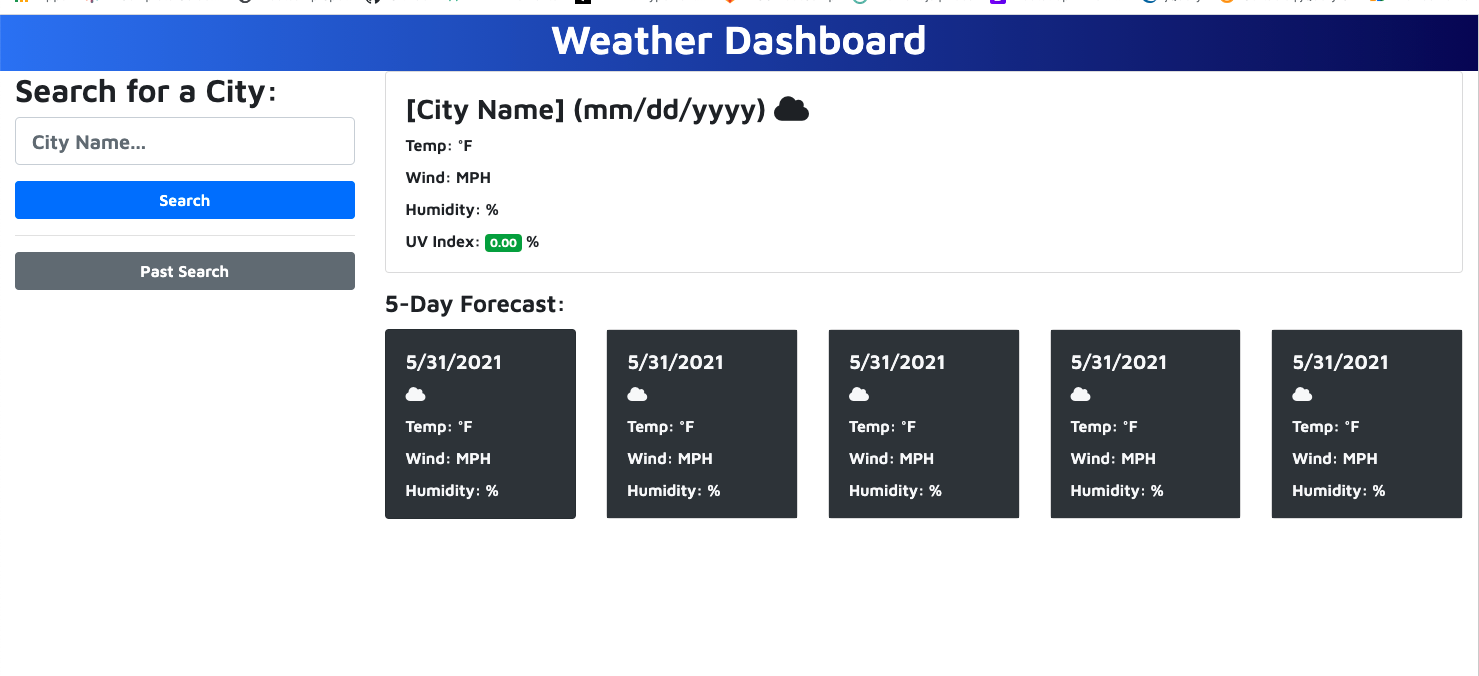 Weather Dashboard
Search for a City:
City Name...
Search
Past Search
[City Name] (mm/dd/yyyy)
Temp: °F
Wind: MPH
Humidity: %
UV Index: 0.00 %
5-Day Forecast:
5/31/2021
Temp: °F
Wind: MPH
Humidity: %
5/31/2021
Temp: °F
Wind: MPH
Humidity: %
5/31/2021
Temp: °F
Wind: MPH
Humidity: %
5/31/2021
Temp: °F
Wind: MPH
Humidity: %
5/31/2021
Temp: °F
Wind: MPH
Humidity: %